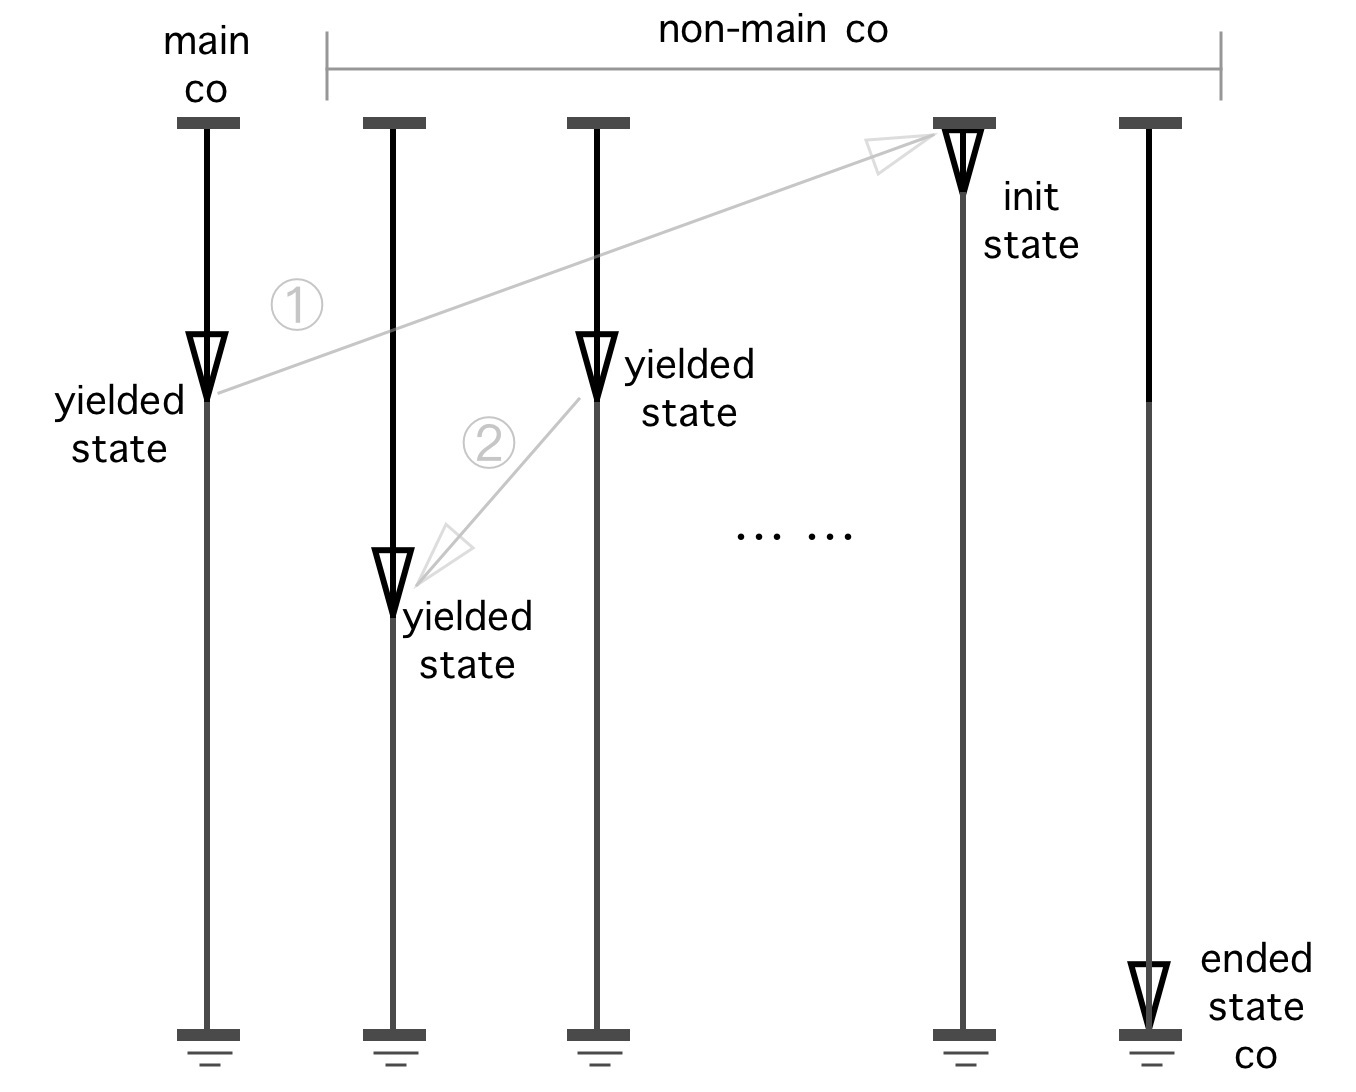 main
co
non-main co
init
state
①
yielded
state
yielded
state
②
... ...
yielded
state
ended
state
co